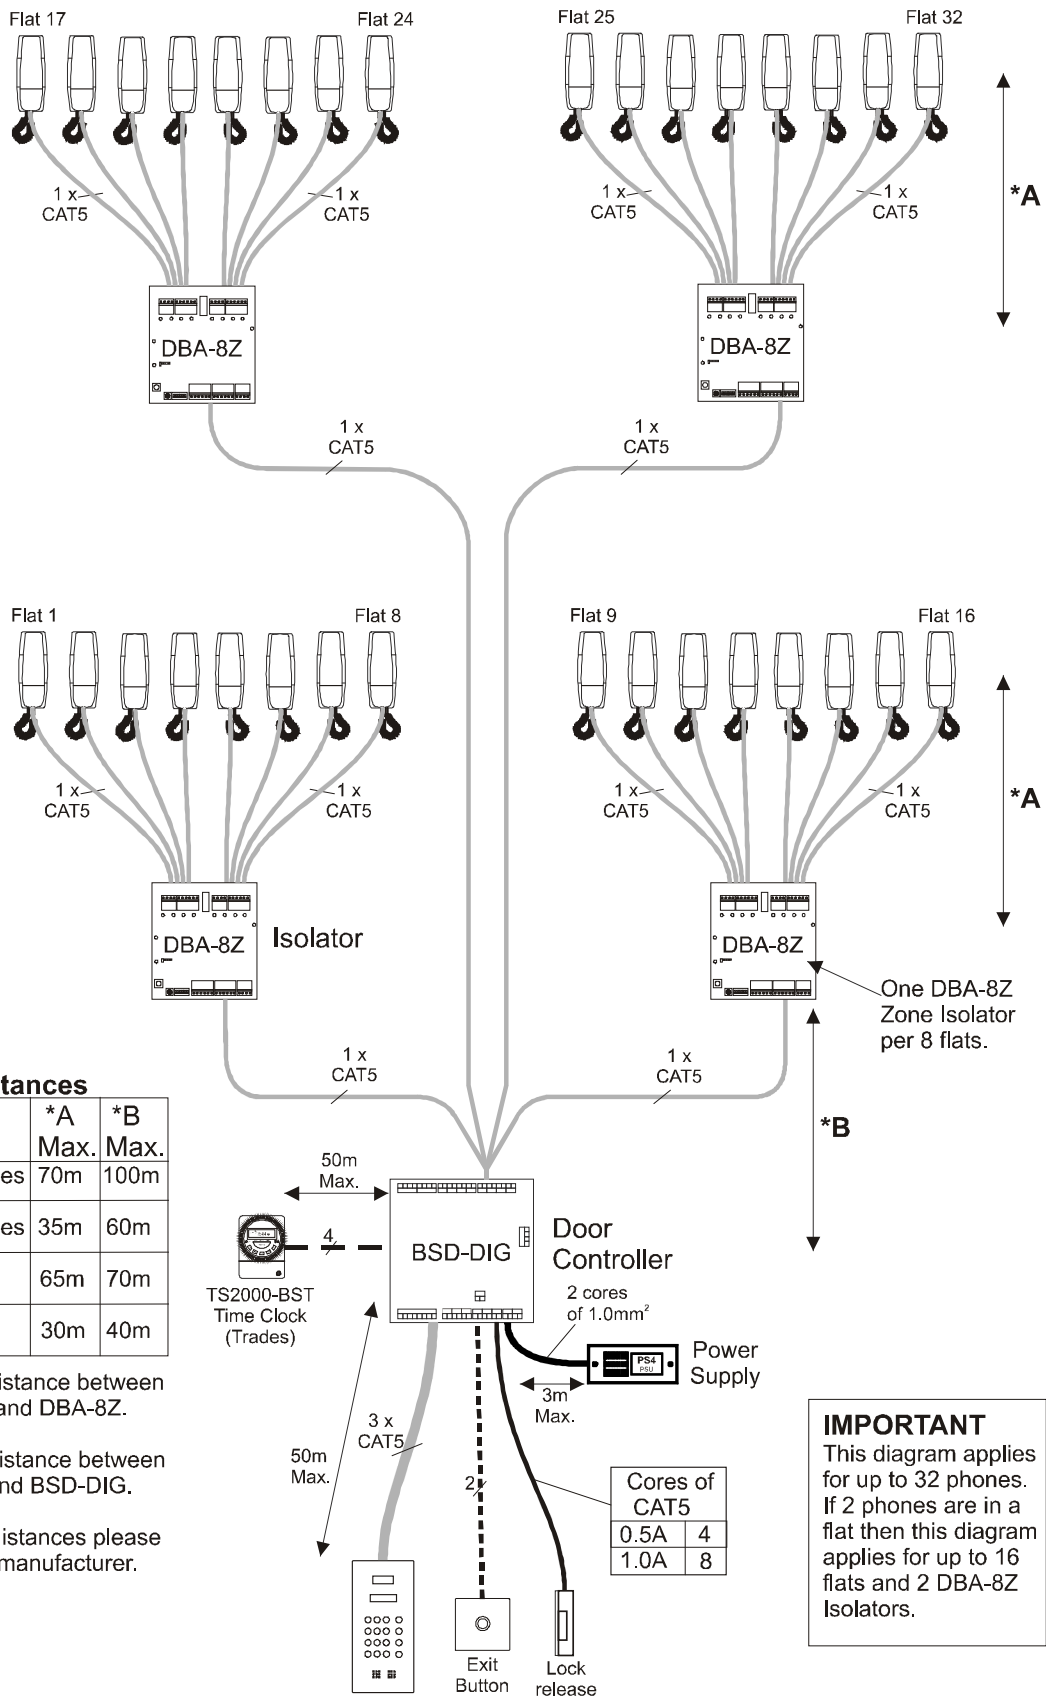 Flat 17
Flat 24
Flat 25
Flat 32
1 x
CAT5
1 x
CAT5
1 x
CAT5
1 x
CAT5
*A
DBA-8Z
DBA-8Z
1 x
CAT5
1 x
CAT5
Flat 1
Flat 8
Flat 9
Flat 16
1 x
CAT5
1 x
CAT5
1 x
CAT5
1 x
CAT5
*A
DBA-8Z
Isolator
DBA-8Z
One DBA-8Z
Zone Isolator
per 8 flats.
1 x
CAT5
1 x
CAT5
*B
tances
*A Max. *B Max.
es 70m 100m
es 35m 60m
65m 70m
30m 40m
istance between
and DBA-8Z.
istance between
nd BSD-DIG.
istances please
manufacturer.
50m
Max.
4
TS2000-BST
Time Clock
(Trades)
BSD-DIG
Door
Controller
2 cores
of 1.0mm²
PS4
PSU
Power
Supply
3m
Max.
3 x
CAT5
50m
Max.
2
Cores of
CAT5
0.5A 4
1.0A 8
Exit
Button
Lock
release
IMPORTANT
This diagram applies
for up to 32 phones.
If 2 phones are in a
flat then this diagram
applies for up to 16
flats and 2 DBA-8Z
Isolators.